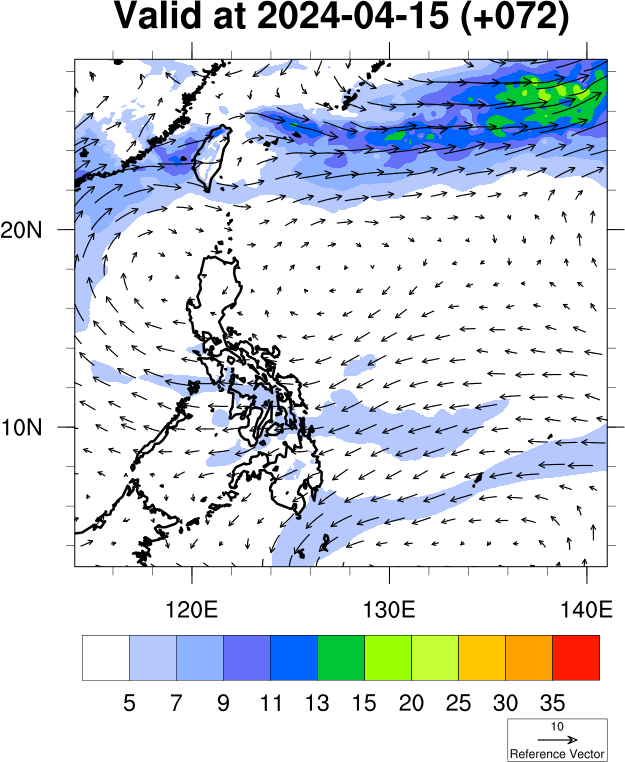 Valid at 2024-04-15 (+072)
20N
10N
120E 130E 140E
5 7 9 11 13 15 20 25 30 35
10
Reference Vector